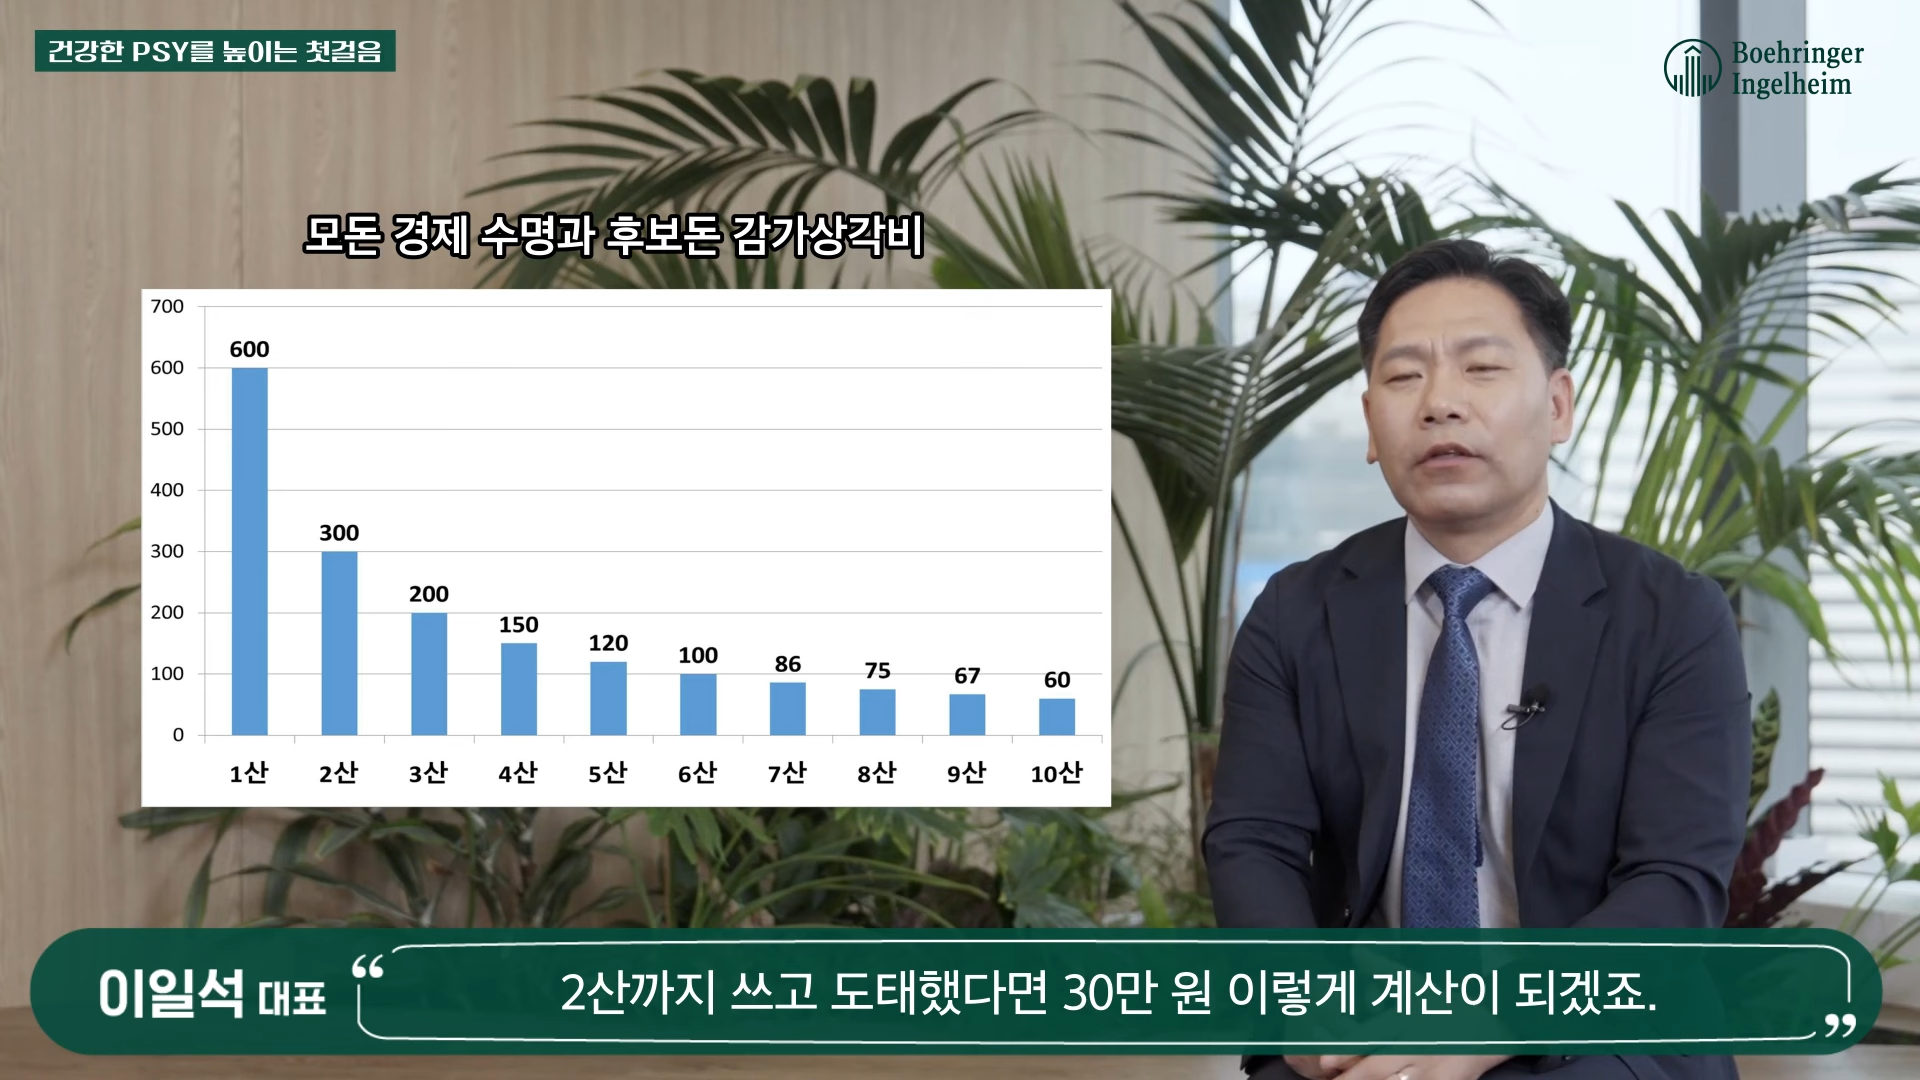 건강한 PSY를 높이는 첫걸음
Boehringer
Ingelheim
모돈 경제 수명과 후보돈 감가상각비
700
600
500
400
300
200
100
0
600
300
200
150
120
100
86
75
67
60
1산 2산 3산 4산 5산 6산 7산 8산 9산 10산
이일석 대표
“2산까지 쓰고 도태했다면 30만 원 이렇게 계산이 되겠죠.”